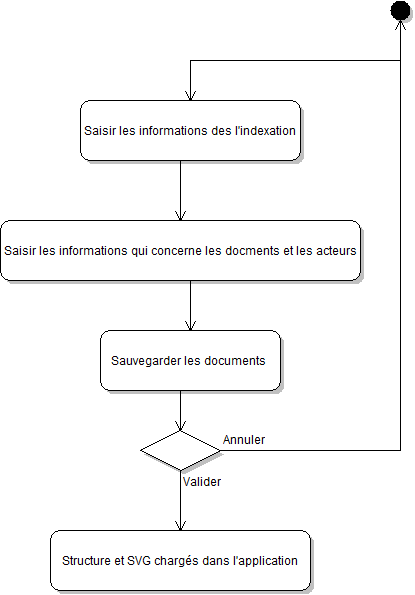 Saisir les informations des l'indexation
Saisir les informations qui concerne les docments et les acteurs
Sauvegarder les documents
Annuler
Valider
Structure et SVG chargés dans l'application